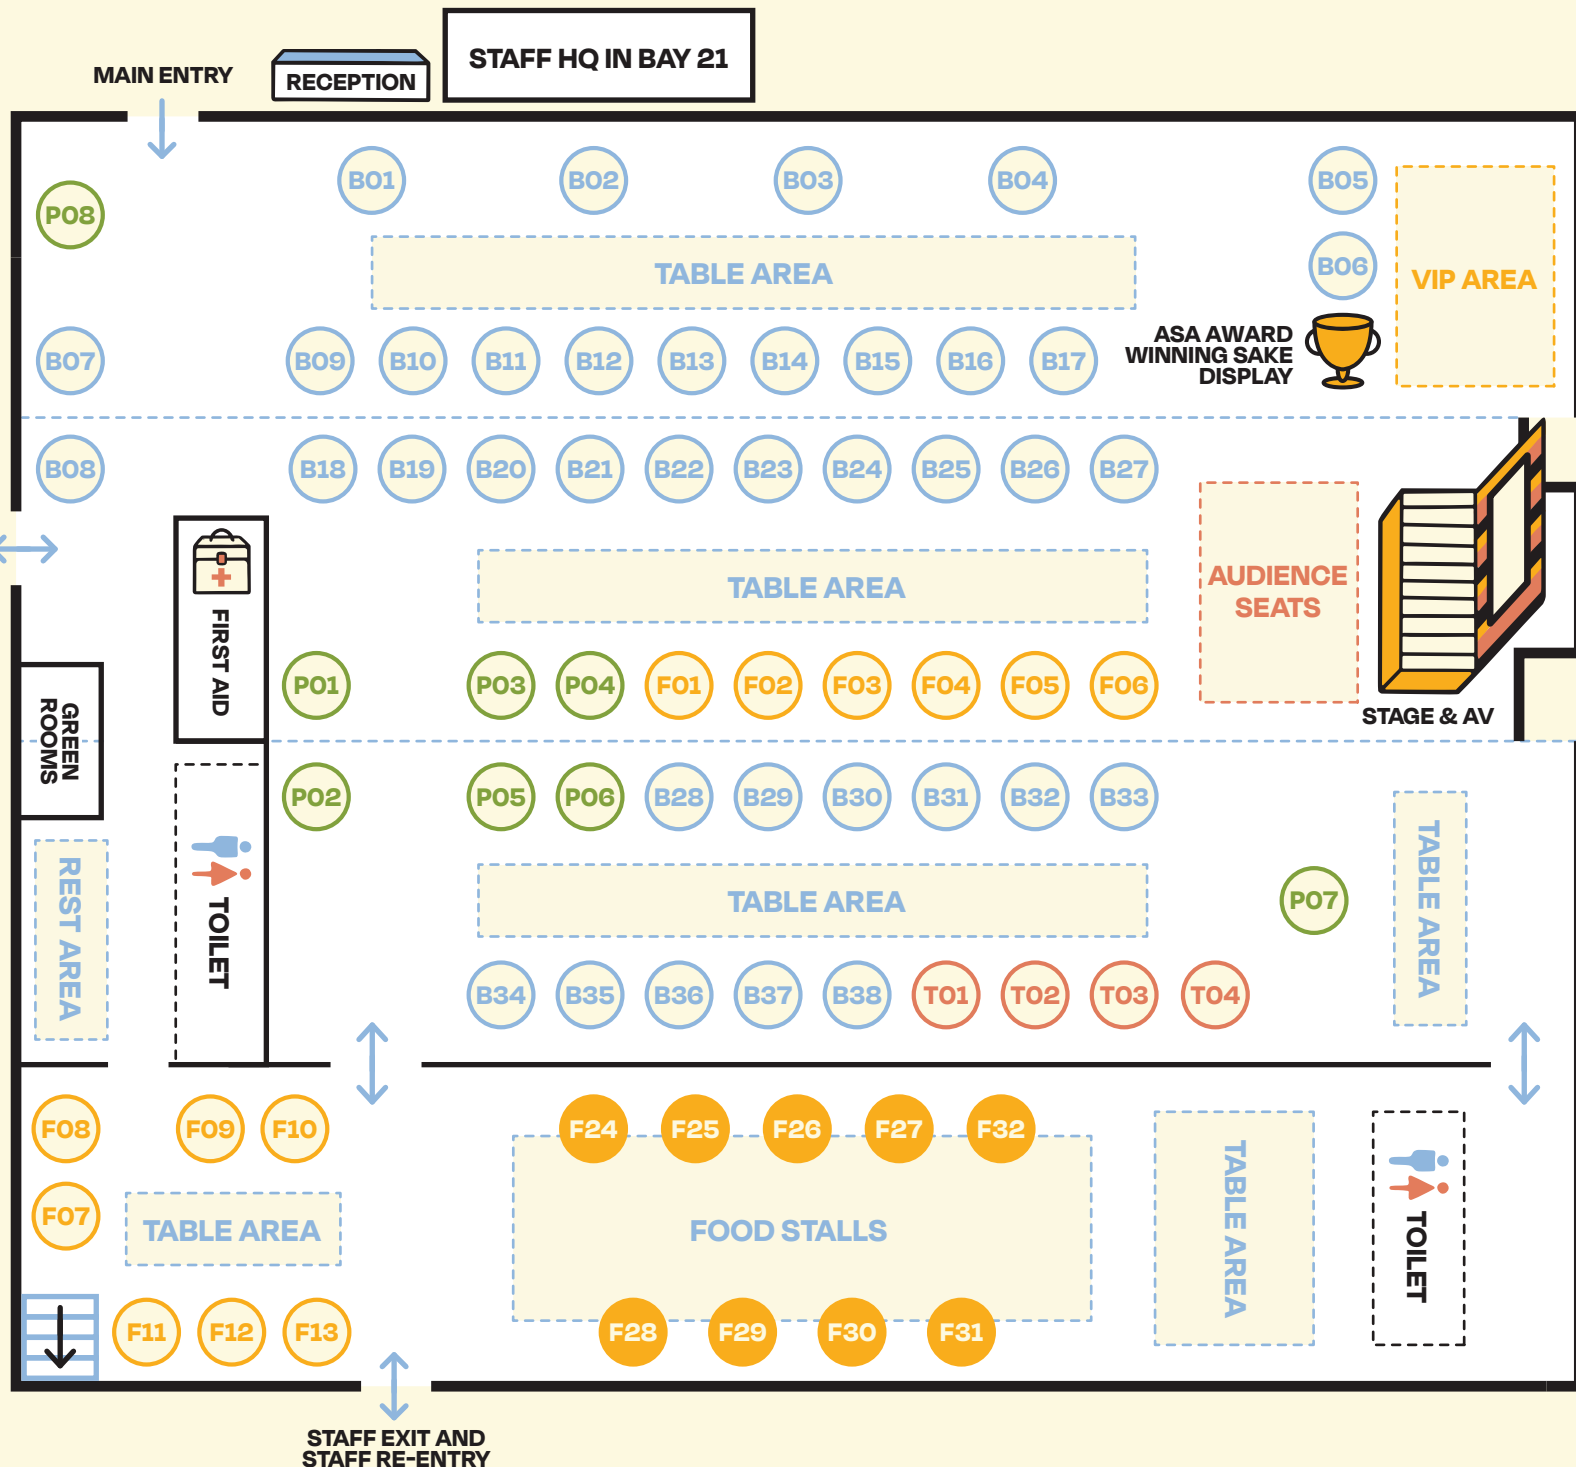 STAFF HQ IN BAY 21
MAIN ENTRY
RECEPTION
B01
B02
B03
B04
B05
P08
B06
TABLE AREA
VIP AREA
ASA AWARD
WINNING SAKE
DISPLAY
B07
B09
B10
B11
B12
B13
B14
B15
B16
B17
B08
B18
B19
B20
B21
B22
B23
B24
B25
B26
B27
FIRST AID
TABLE AREA
AUDIENCE
SEATS
P01
P03
P04
F01
F02
F03
F04
F05
F06
STAGE & AV
GREEN
ROOMS
P02
P05
P06
B28
B29
B30
B31
B32
B33
REST AREA
TOILET
TABLE AREA
P07
TABLE AREA
B34
B35
B36
B37
B38
T01
T02
T03
T04
F08
F09
F10
F24
F25
F26
F27
F32
F07
TABLE AREA
FOOD STALLS
TABLE AREA
TOILET
F11
F12
F13
F28
F29
F30
F31
STAFF EXIT AND
STAFF RE-ENTRY